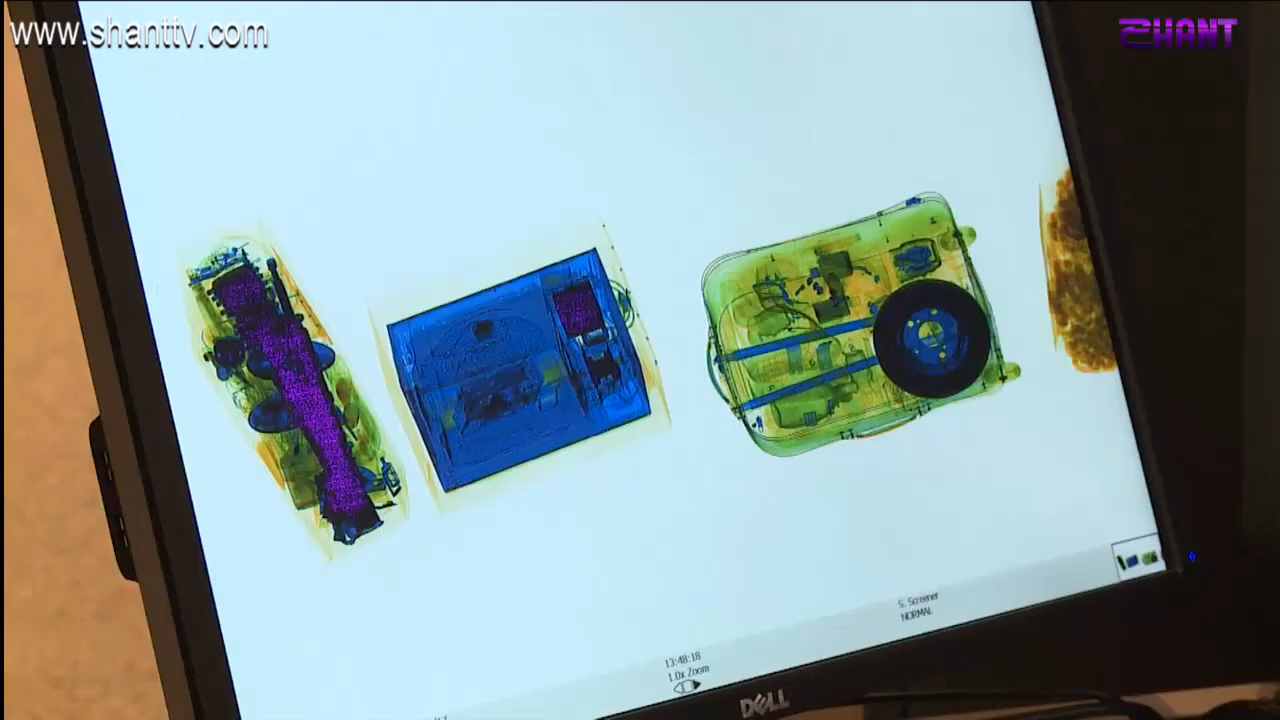 www.shanttv.com
SHANT
S: Screener
NORMAL
13:48:18
1.0x Zoom
DELL